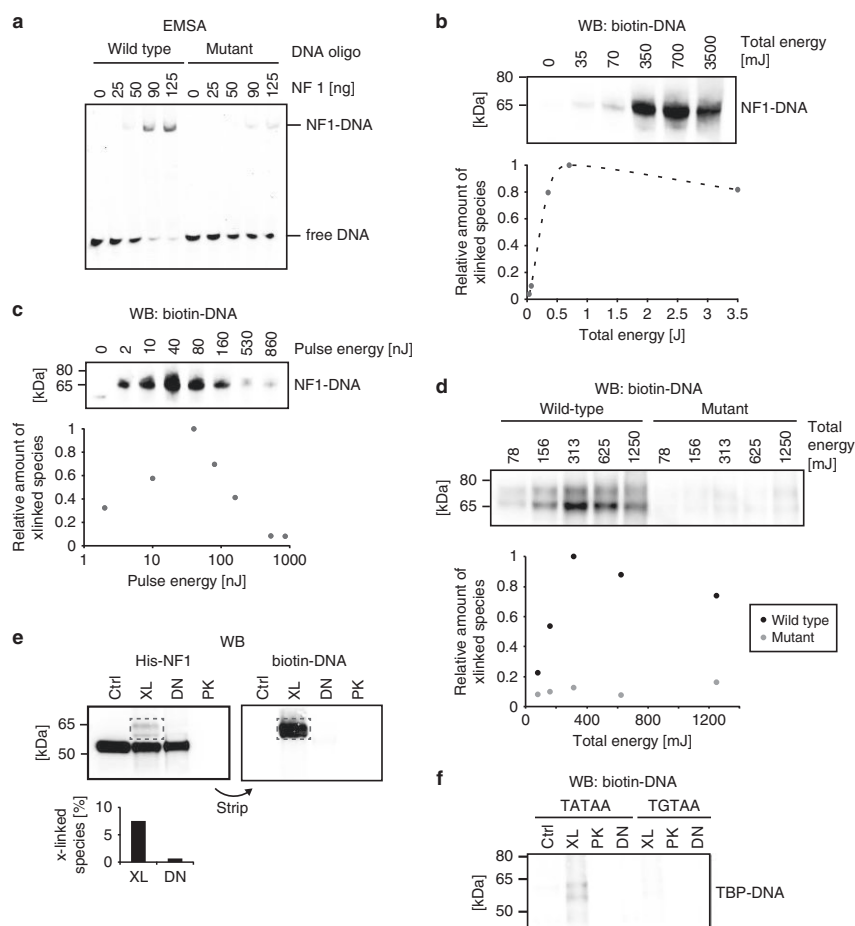 a
EMSA
Wild type Mutant DNA oligo
0 25 50 90 125 0 25 50 90 125 NF 1 [ng]
NF1-DNA
free DNA
b
WB: biotin-DNA
0 35 70 350 700 3500 Total energy [mJ]
[kDa]
80
65
NF1-DNA
Relative amount of xlinked species
1
0.8
0.6
0.4
0.2
0
0 0.5 1 1.5 2 2.5 3 3.5
Total energy [J]
c
WB: biotin-DNA
0 2 10 40 80 160 530 860 Pulse energy [nJ]
[kDa]
80
65
NF1-DNA
Relative amount of xlinked species
1
0.8
0.6
0.4
0.2
0
1 10 100 1000
Pulse energy [nJ]
d
WB: biotin-DNA
Wild-type Mutant
78 156 313 625 1250 78 156 313 625 1250 Total energy [mJ]
[kDa]
80
65
Relative amount of xlinked species
1
0.8
0.6
0.4
0.2
0
0 400 800 1200
Total energy [mJ]
Wild type
Mutant
e
WB
His-NF1 biotin-DNA
Ctrl XL DN PK Ctrl XL DN PK
[kDa]
65
50
Strip
x-linked species [%]
10
5
0
XL DN
f
WB: biotin-DNA
TATAA TGTAA
Ctrl XL PK DN XL PK DN
[kDa]
80
65
50
TBP-DNA